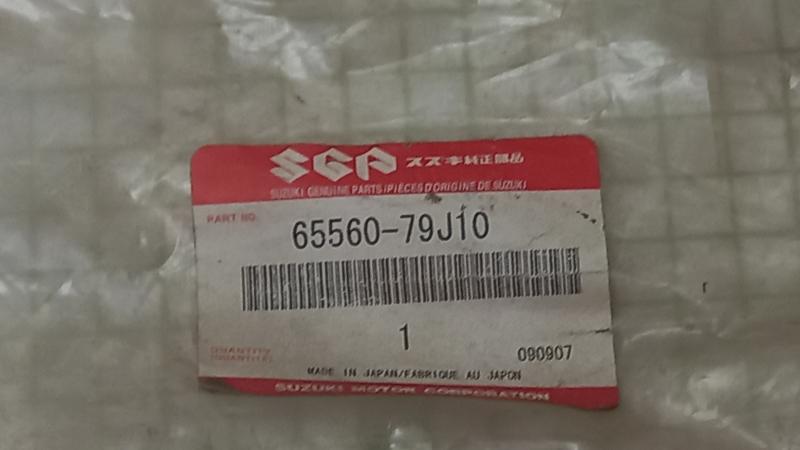 SGP スズキ純正部品
SUZUKI GENUINE PARTS/PIÈCES D'ORIGINE DE SUZUKI
PART NO.
65560-79J10
1
QUANTITY
(QUANTITÉ)
090907
MADE IN JAPAN/FABRIQUÉ AU JAPON
SUZUKI MOTOR CORPORATION